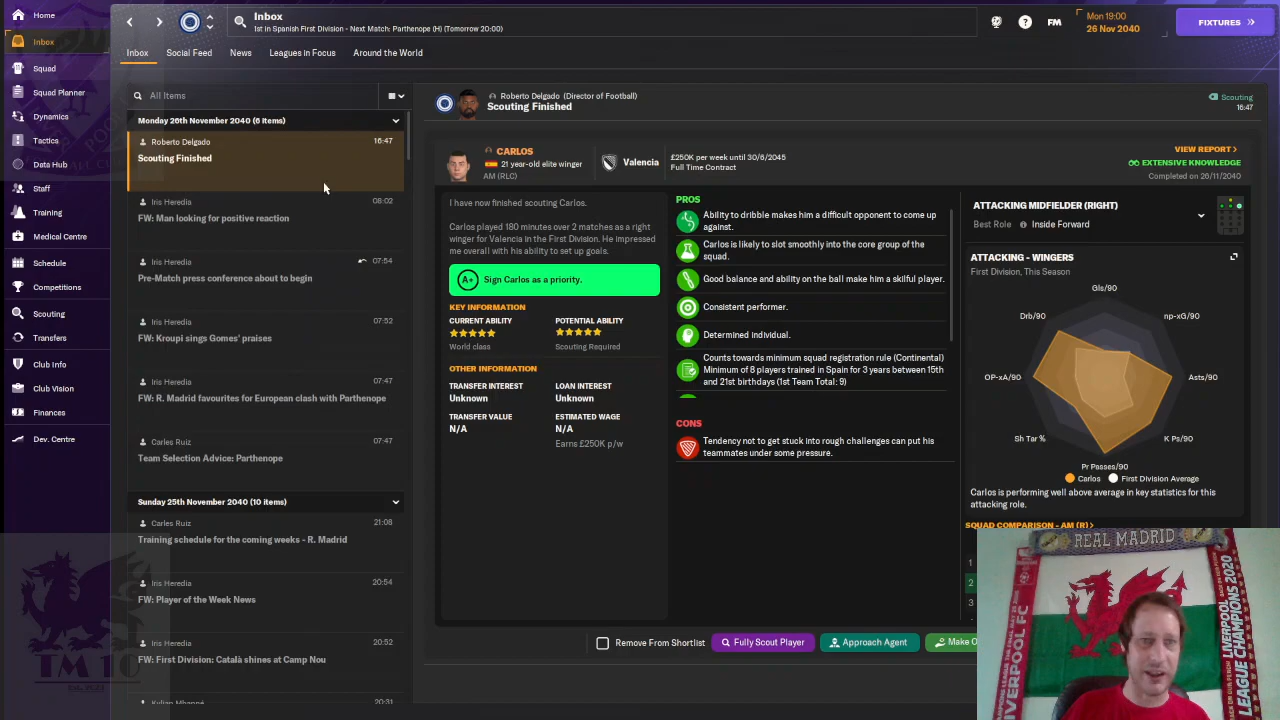 Home
Inbox
Squad
Squad Planner
Dynamics
Tactics
Data Hub
Staff
Training
Medical Centre
Schedule
Competitions
Scouting
Transfers
Club Info
Club Vision
Finances
Dev. Centre
TM10
Inbox
1st in Spanish First Division - Next Match: Parthenope (H) (Tomorrow 20:00)
FM
Mon 19:00
26 Nov 2040
FIXTURES
Inbox
Social Feed
News
Leagues in Focus
Around the World
All Items
Monday 26th November 2040 (6 items)
Roberto Delgado 16:47
Scouting Finished
Iris Heredia 08:02
FW: Man looking for positive reaction
Iris Heredia 07:54
Pre-Match press conference about to begin
Iris Heredia 07:52
FW: Kroupi sings Gomes' praises
Iris Heredia 07:47
FW: R. Madrid favourites for European clash with Parthenope
Carles Ruiz 07:47
Team Selection Advice: Parthenope
Sunday 25th November 2040 (10 items)
Carles Ruiz 21:08
Training schedule for the coming weeks - R. Madrid
Iris Heredia 20:54
FW: Player of the Week News
Iris Heredia 20:52
FW: First Division: Català shines at Camp Nou
Kylian Mbappé 20:31
Roberto Delgado (Director of Football)
Scouting Finished
Scouting
16:47
CARLOS
21 year-old elite winger
AM (RLC)
Valencia
£250K per week until 30/6/2045
Full Time Contract
VIEW REPORT
EXTENSIVE KNOWLEDGE
Completed on 26/11/2040
I have now finished scouting Carlos.
Carlos played 180 minutes over 2 matches as a right
winger for Valencia in the First Division. He impressed
me overall with his ability to set up goals.
A+ Sign Carlos as a priority.
KEY INFORMATION
CURRENT ABILITY
World class
POTENTIAL ABILITY
Scouting Required
OTHER INFORMATION
TRANSFER INTEREST
Unknown
LOAN INTEREST
Unknown
TRANSFER VALUE
N/A
ESTIMATED WAGE
N/A
Earns £250K p/w
PROS
Ability to dribble makes him a difficult opponent to come up
against.
Carlos is likely to slot smoothly into the core group of the
squad.
Good balance and ability on the ball make him a skilful player.
Consistent performer.
Determined individual.
Counts towards minimum squad registration rule (Continental)
Minimum of 8 players trained in Spain for 3 years between 15th
and 21st birthdays (1st Team Total: 9)
CONS
Tendency not to get stuck into rough challenges can put his
teammates under some pressure.
ATTACKING MIDFIELDER (RIGHT)
Best Role Inside Forward
ATTACKING - WINGERS
First Division, This Season
Gls/90
np-xG/90
Asts/90
K Ps/90
Pr Passes/90
Sh Tar %
OP-xA/90
Drb/90
Carlos
First Division Average
Carlos is performing well above average in key statistics for this
attacking role.
SQUAD COMPARISON - AM (R)
1
2
3
Remove From Shortlist
Fully Scout Player
Approach Agent
Make O
REAL MADRID
LIVERPOOL FC
LIVERPOOL
LEAGUE CHAMPIONS 2020